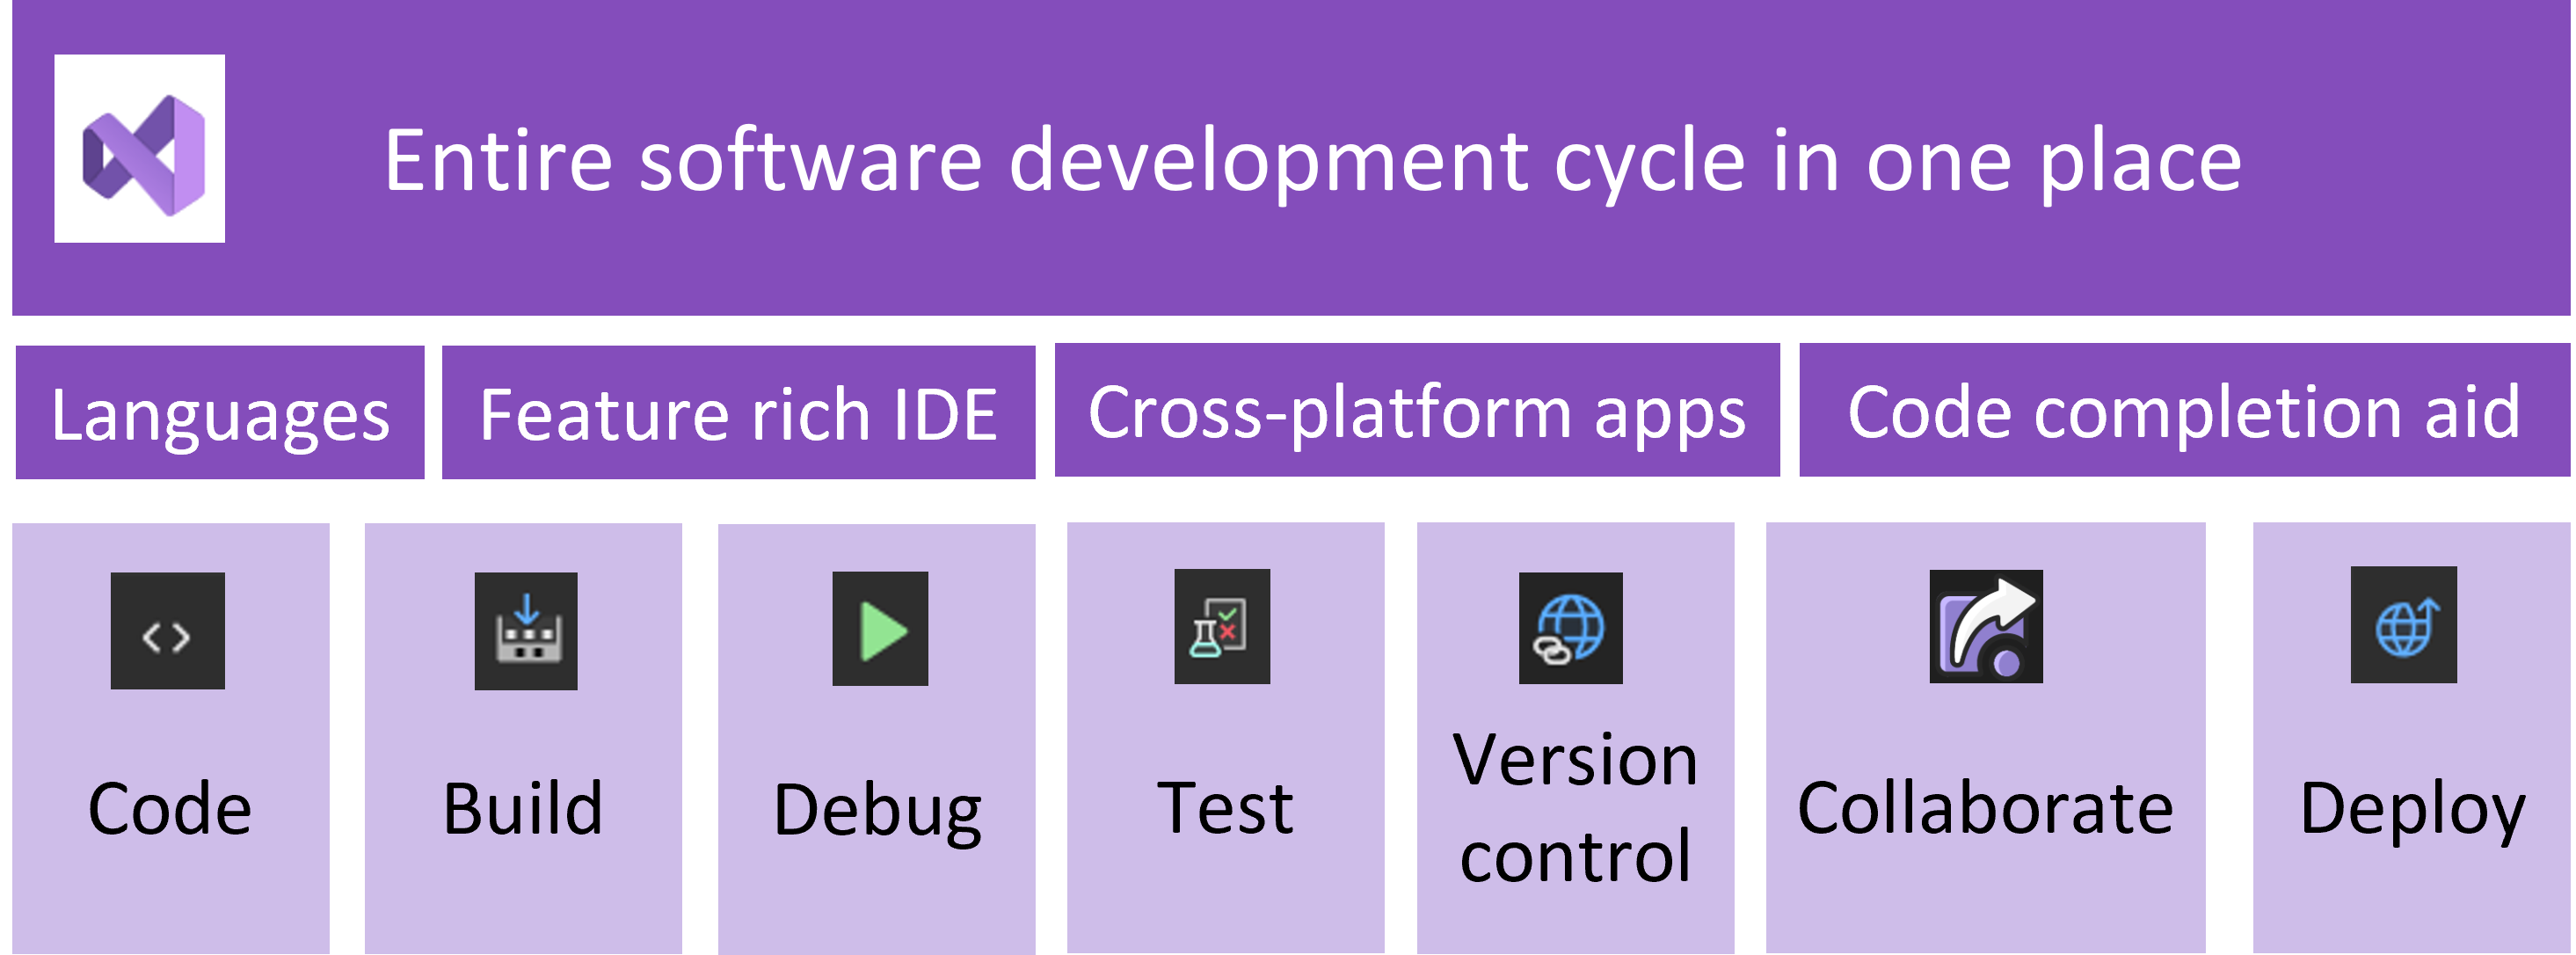 Entire software development cycle in one place
Languages
Feature rich IDE
Cross-platform apps
Code completion aid
Code
Build
Debug
Test
Version
control
Collaborate
Deploy